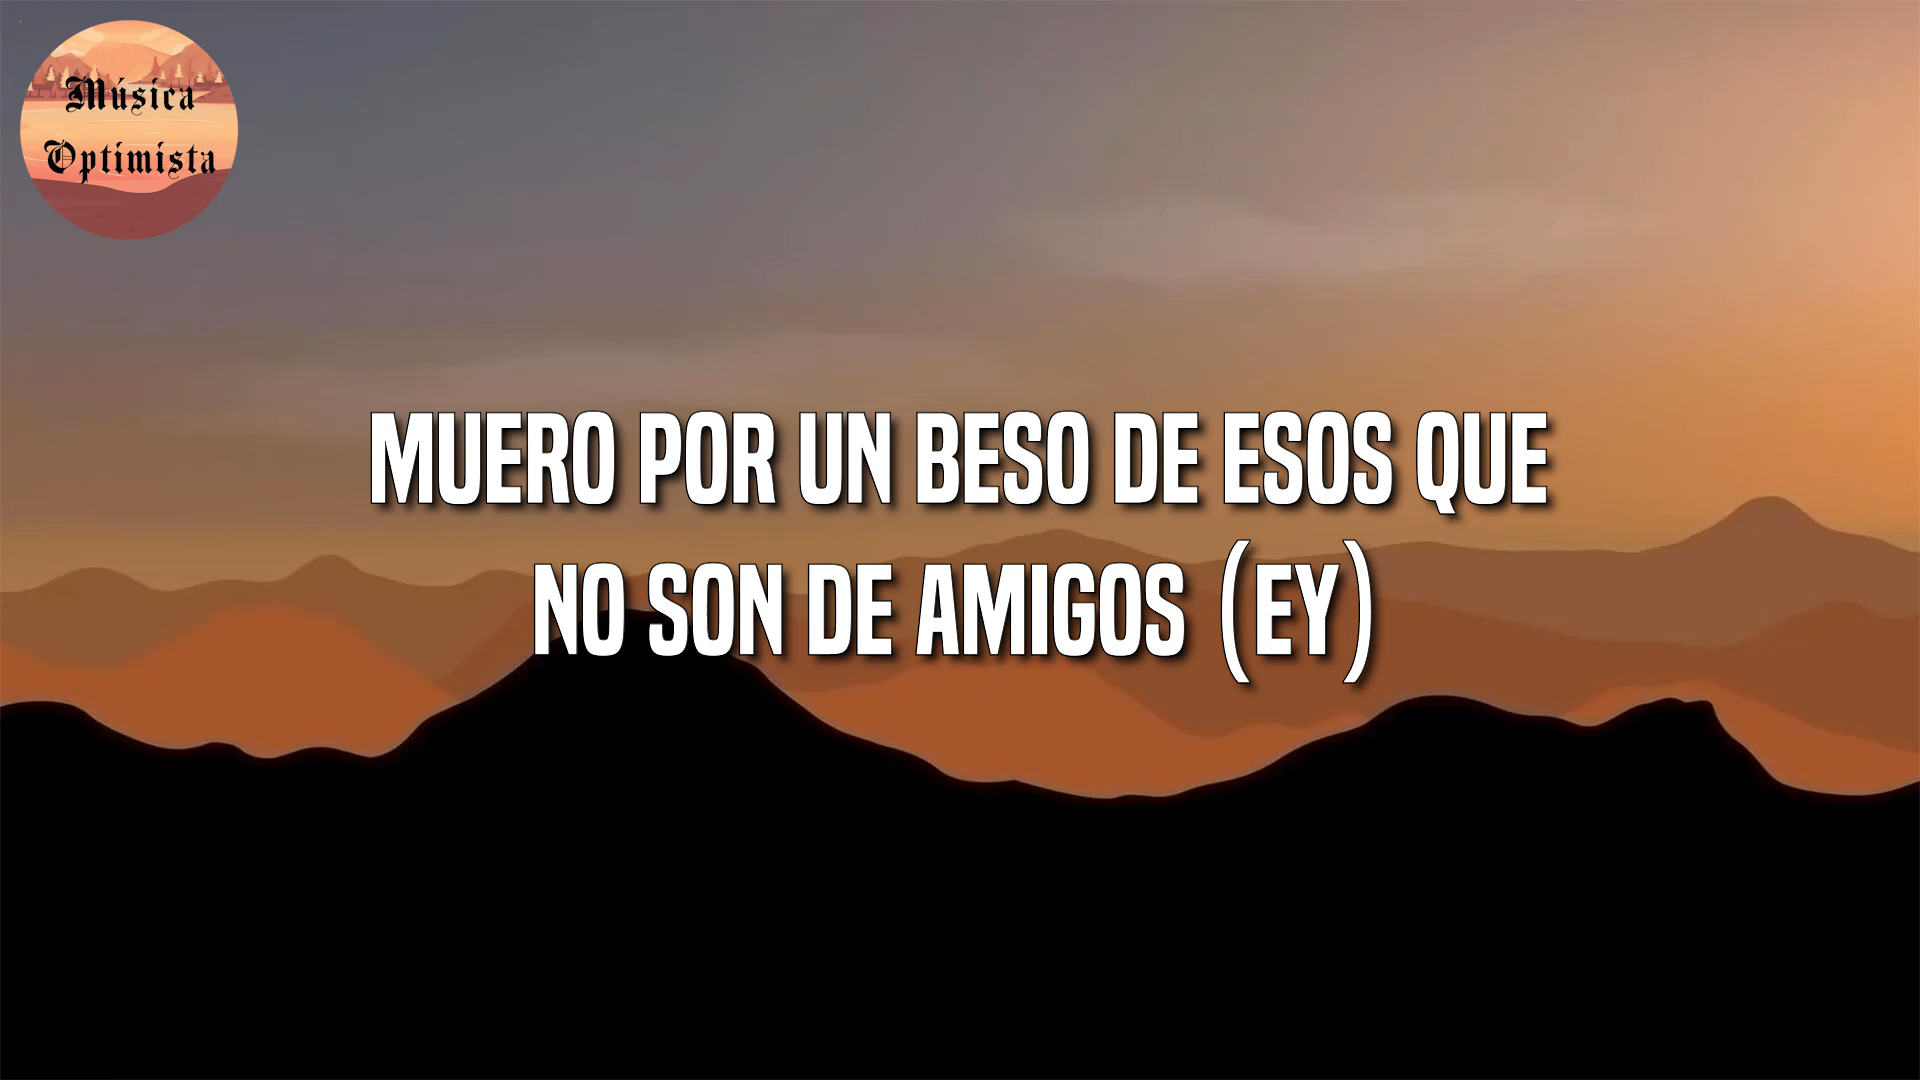 Música
Optimista
MUERO POR UN BESO DE ESOS QUE
NO SON DE AMIGOS (EY)